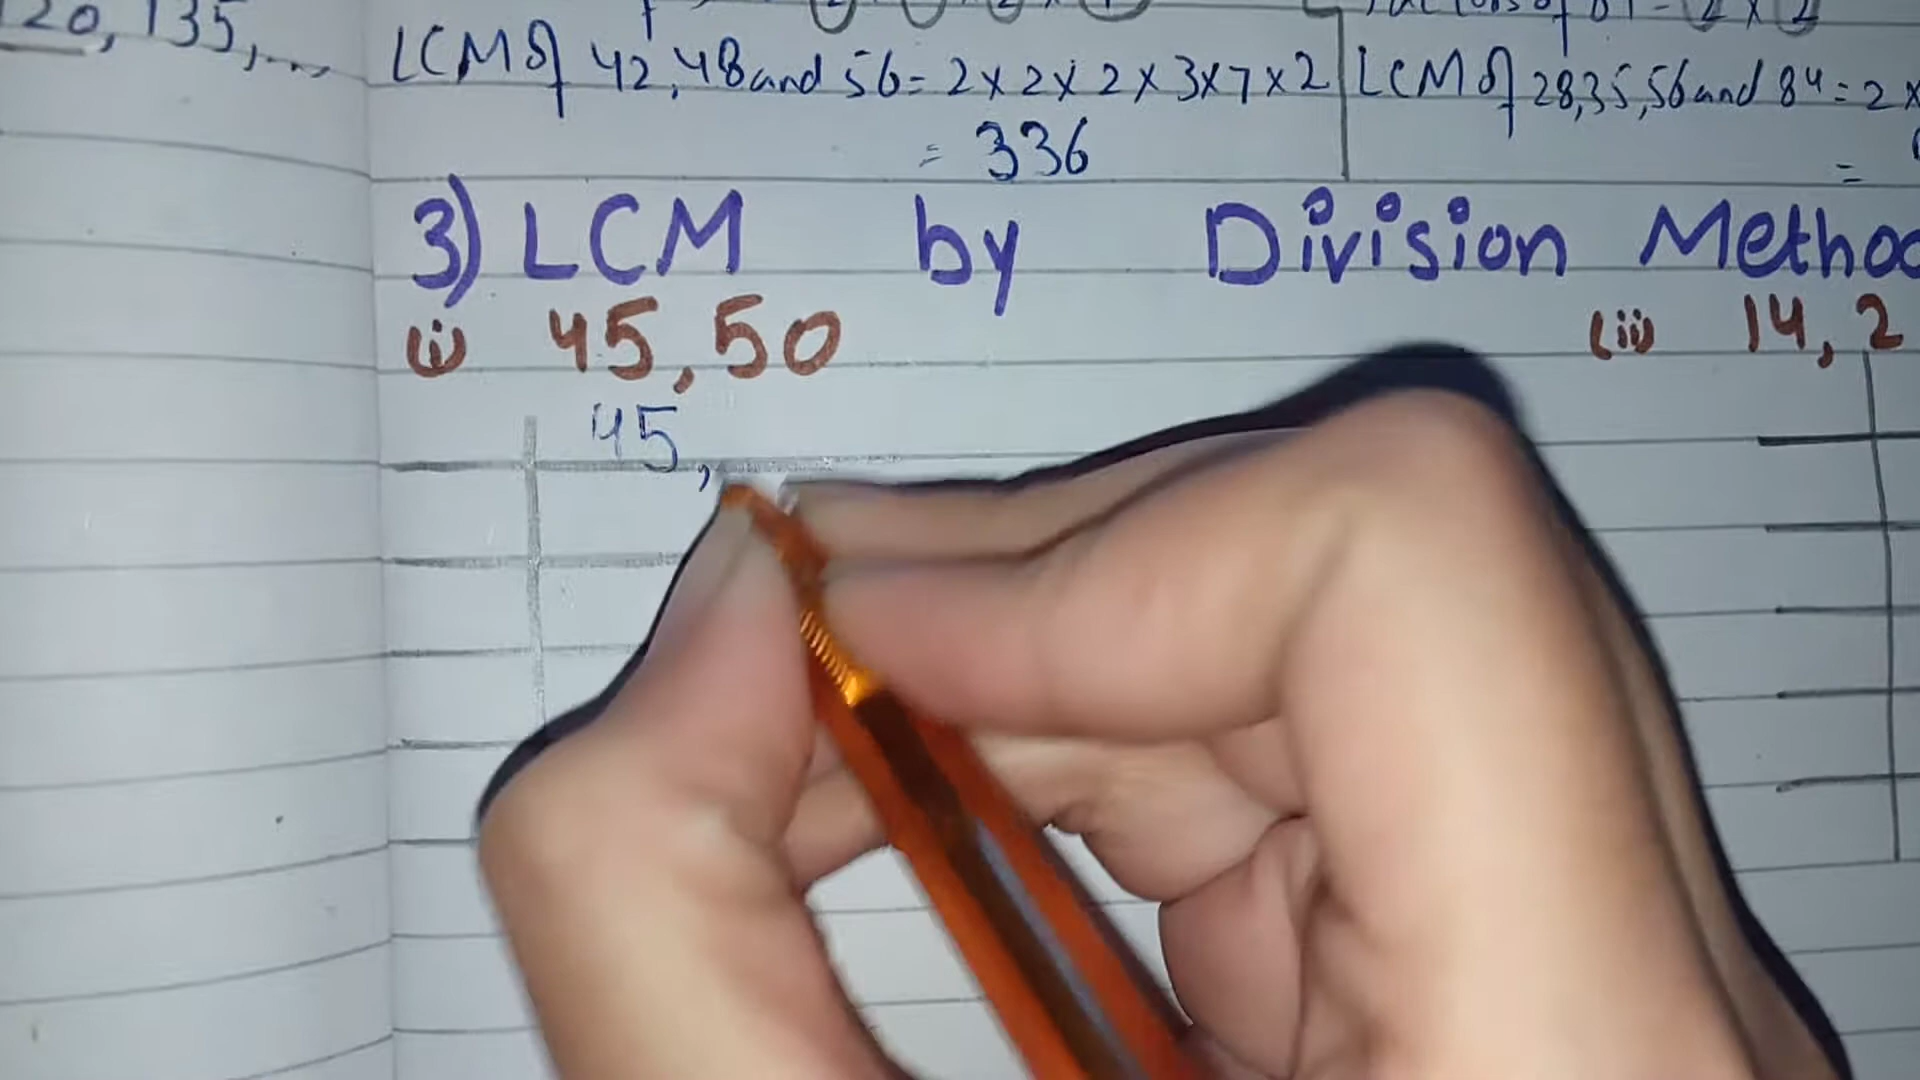 20, 135, ...
LCM of 42, 48 and 56 = 2 × 2 × 2 × 3 × 7 × 2
= 336
LCM of 28, 35, 56 and 84 = 2 ×
=
3) LCM by Division Metho
(i) 45, 50
(ii) 14, 2
45,